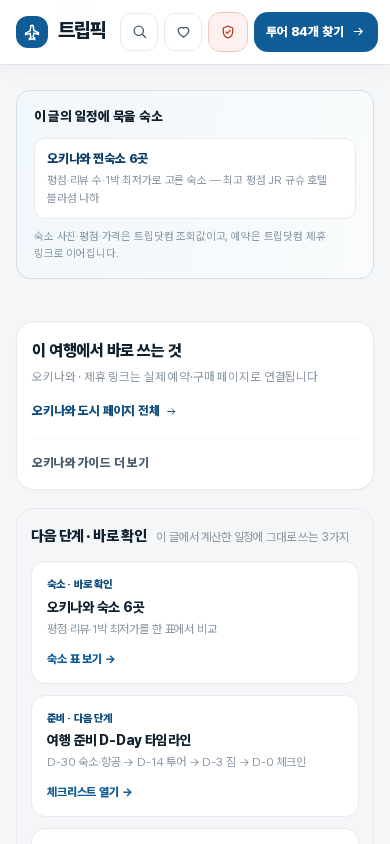 트립픽
투어 84개 찾기 →
이 글의 일정에 묶을 숙소
오키나와 찐숙소 6곳
평점·리뷰 수·1박 최저가로 고른 숙소 — 최고 평점 JR 규슈 호텔
블라섬 나하
숙소 사진·평점·가격은 트립닷컴 조회값이고, 예약은 트립닷컴 제휴
링크로 이어집니다.
이 여행에서 바로 쓰는 것
오키나와 · 제휴 링크는 실제 예약·구매 페이지로 연결됩니다
오키나와 도시 페이지 전체 →
오키나와 가이드 더 보기
다음 단계 · 바로 확인 이 글에서 계산한 일정에 그대로 쓰는 3가지
숙소 · 바로 확인
오키나와 숙소 6곳
평점·리뷰·1박 최저가를 한 표에서 비교
숙소 표 보기 →
준비 · 다음 단계
여행 준비 D-Day 타임라인
D-30 숙소·항공 → D-14 투어 → D-3 짐 → D-0 체크인
체크리스트 열기 →